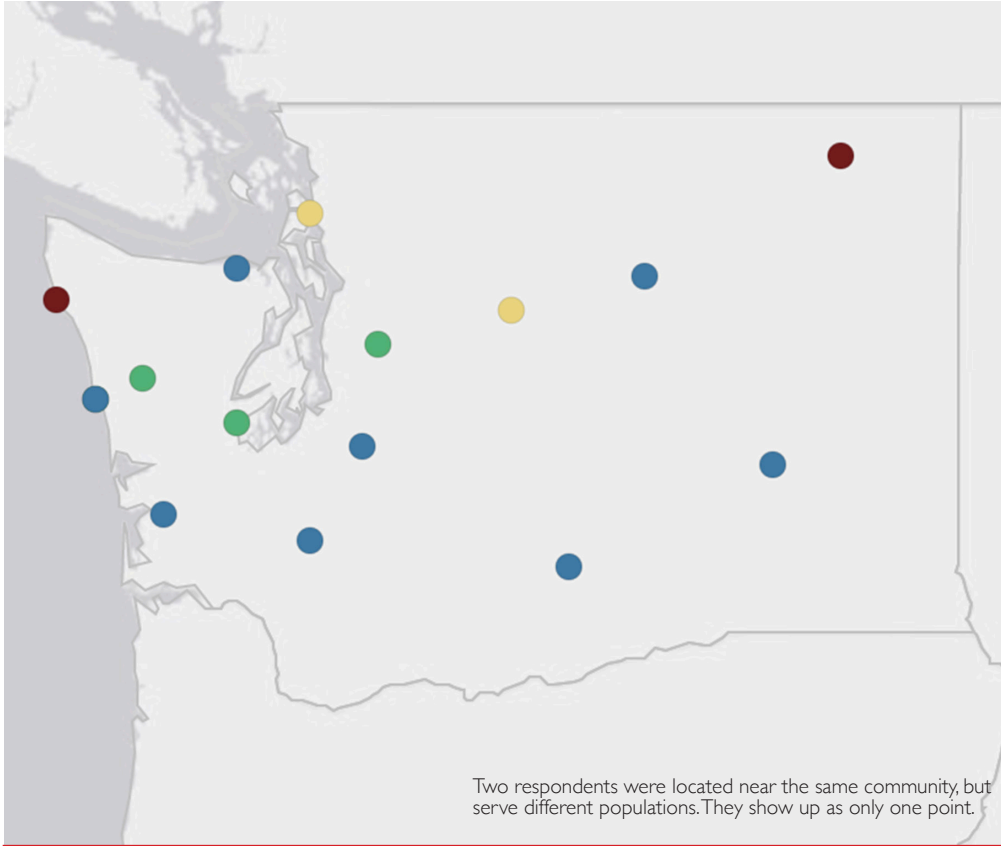 Two respondents were located near the same community, but
serve different populations. They show up as only one point.